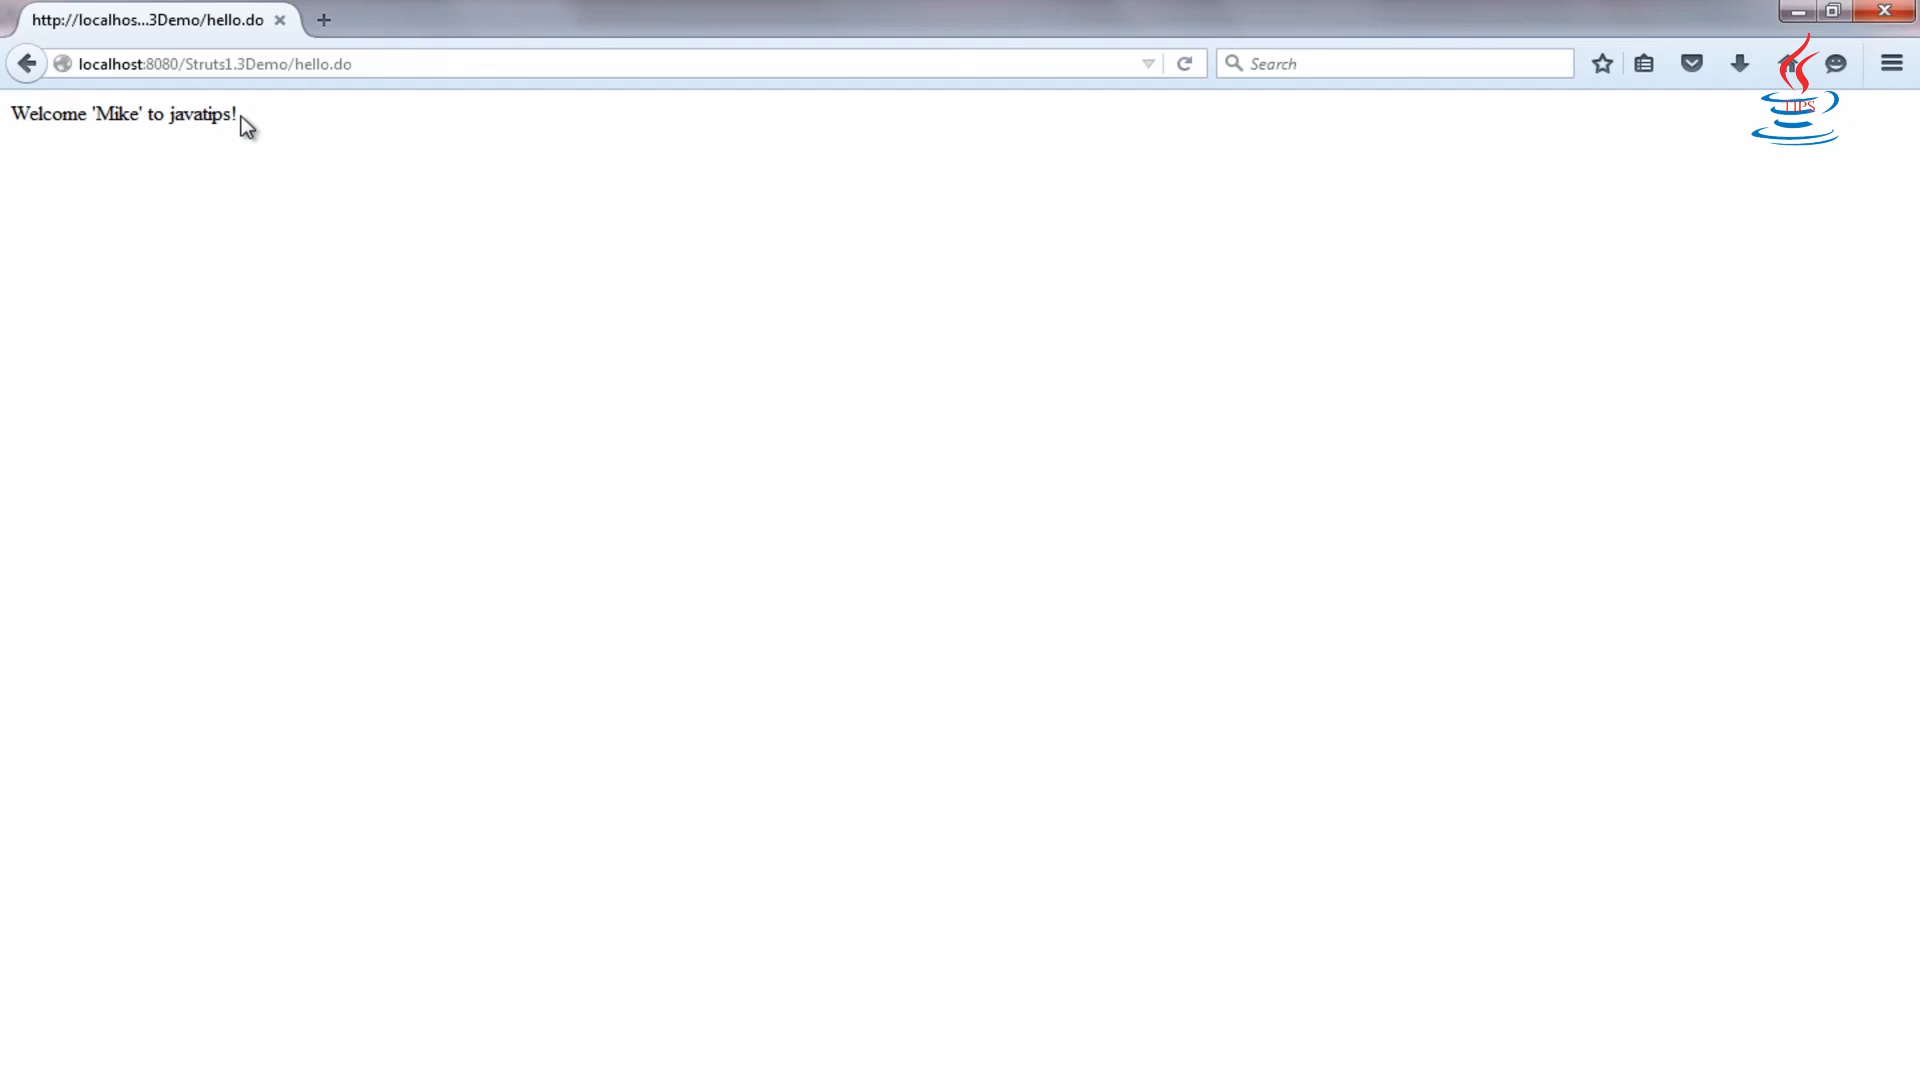 http://localhos...3Demo/hello.do
localhost:8080/Struts1.3Demo/hello.do
Search
TIPS
Welcome 'Mike' to javatips!